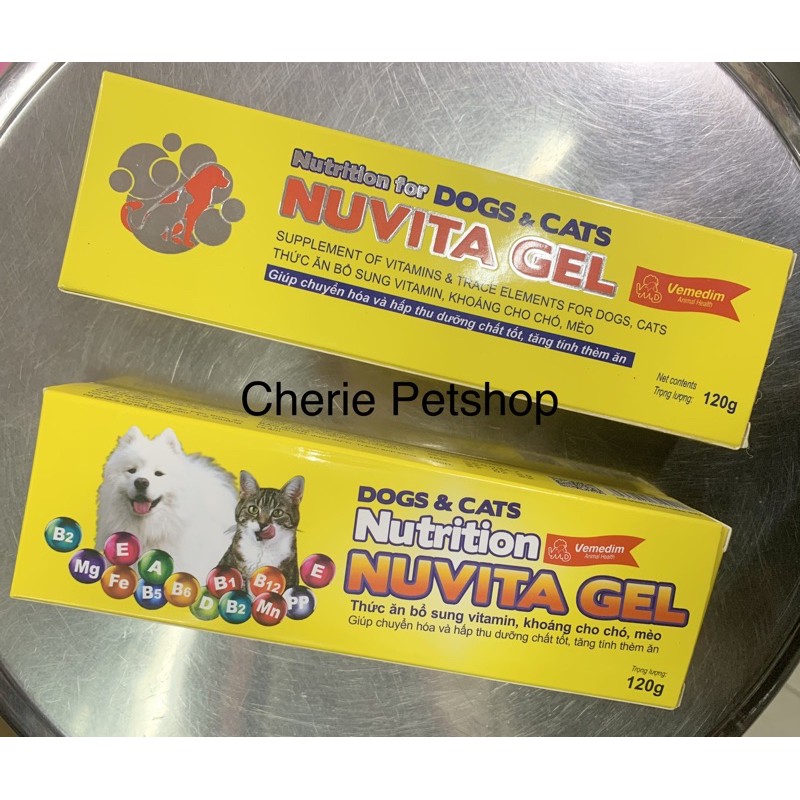 Nutrition for DOGS & CATS
NUVITA GEL
SUPPLEMENT OF VITAMINS & TRACE ELEMENTS FOR DOGS, CATS
THỨC ĂN BỔ SUNG VITAMIN, KHOÁNG CHO CHÓ, MÈO
Giúp chuyển hóa và hấp thu dưỡng chất tốt, tăng tính thèm ăn
Vemedim
Animal Health
Net contents
Trọng lượng: 120g
Cherie Petshop
DOGS & CATS
Nutrition
Vemedim
Animal Health
NUVITA GEL
Thức ăn bổ sung vitamin, khoáng cho chó, mèo
Giúp chuyển hóa và hấp thu dưỡng chất tốt, tăng tính thèm ăn
Trọng lượng:
120g
B2
Mg
E
Fe
A
B5
B6
D
B1
B2
B12
Mn
PP
E